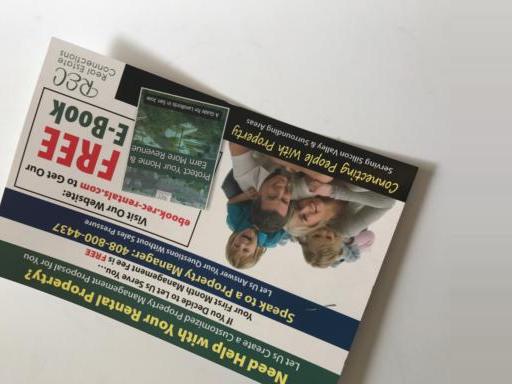 Need Help with Your Rental Property?
Let Us Create a Customized Property Management Proposal for You
If You Decide to Let Us Serve You...
Your First Month Management Fee is FREE
Speak to a Property Manager: 408-800-4437
Let Us Answer Your Questions Without Sales Pressure
Visit Our Website:
ebook.rec-rentals.com to Get Our
FREE
E-Book
Protect Your Home &
Earn More Revenue
A Guide for Landlords in San Jose
Connecting People With Property
Serving Silicon Valley & Surrounding Areas
REC
Real Estate
Connections